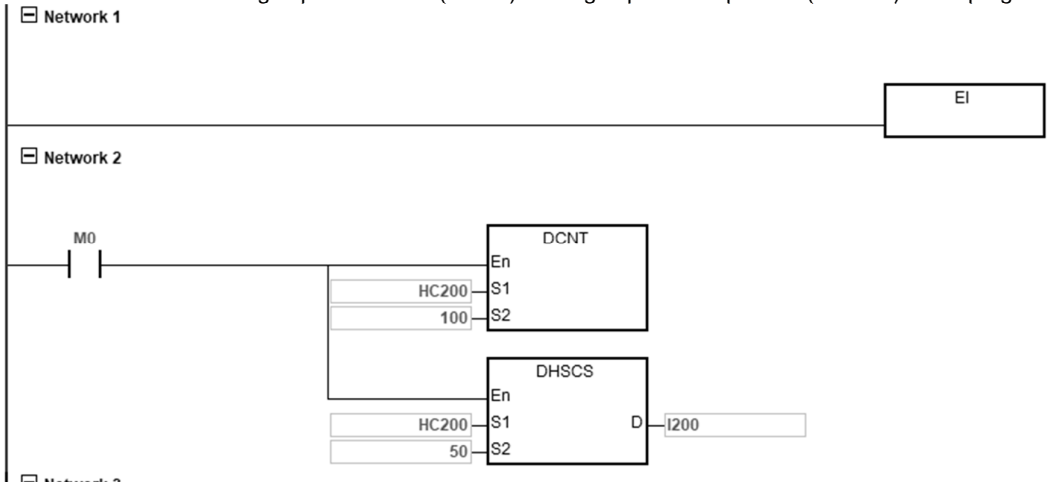 Network 1
EI
Network 2
M0
DCNT
En
HC200 S1
100 S2
DHSCS
En
HC200 S1 D I200
50 S2